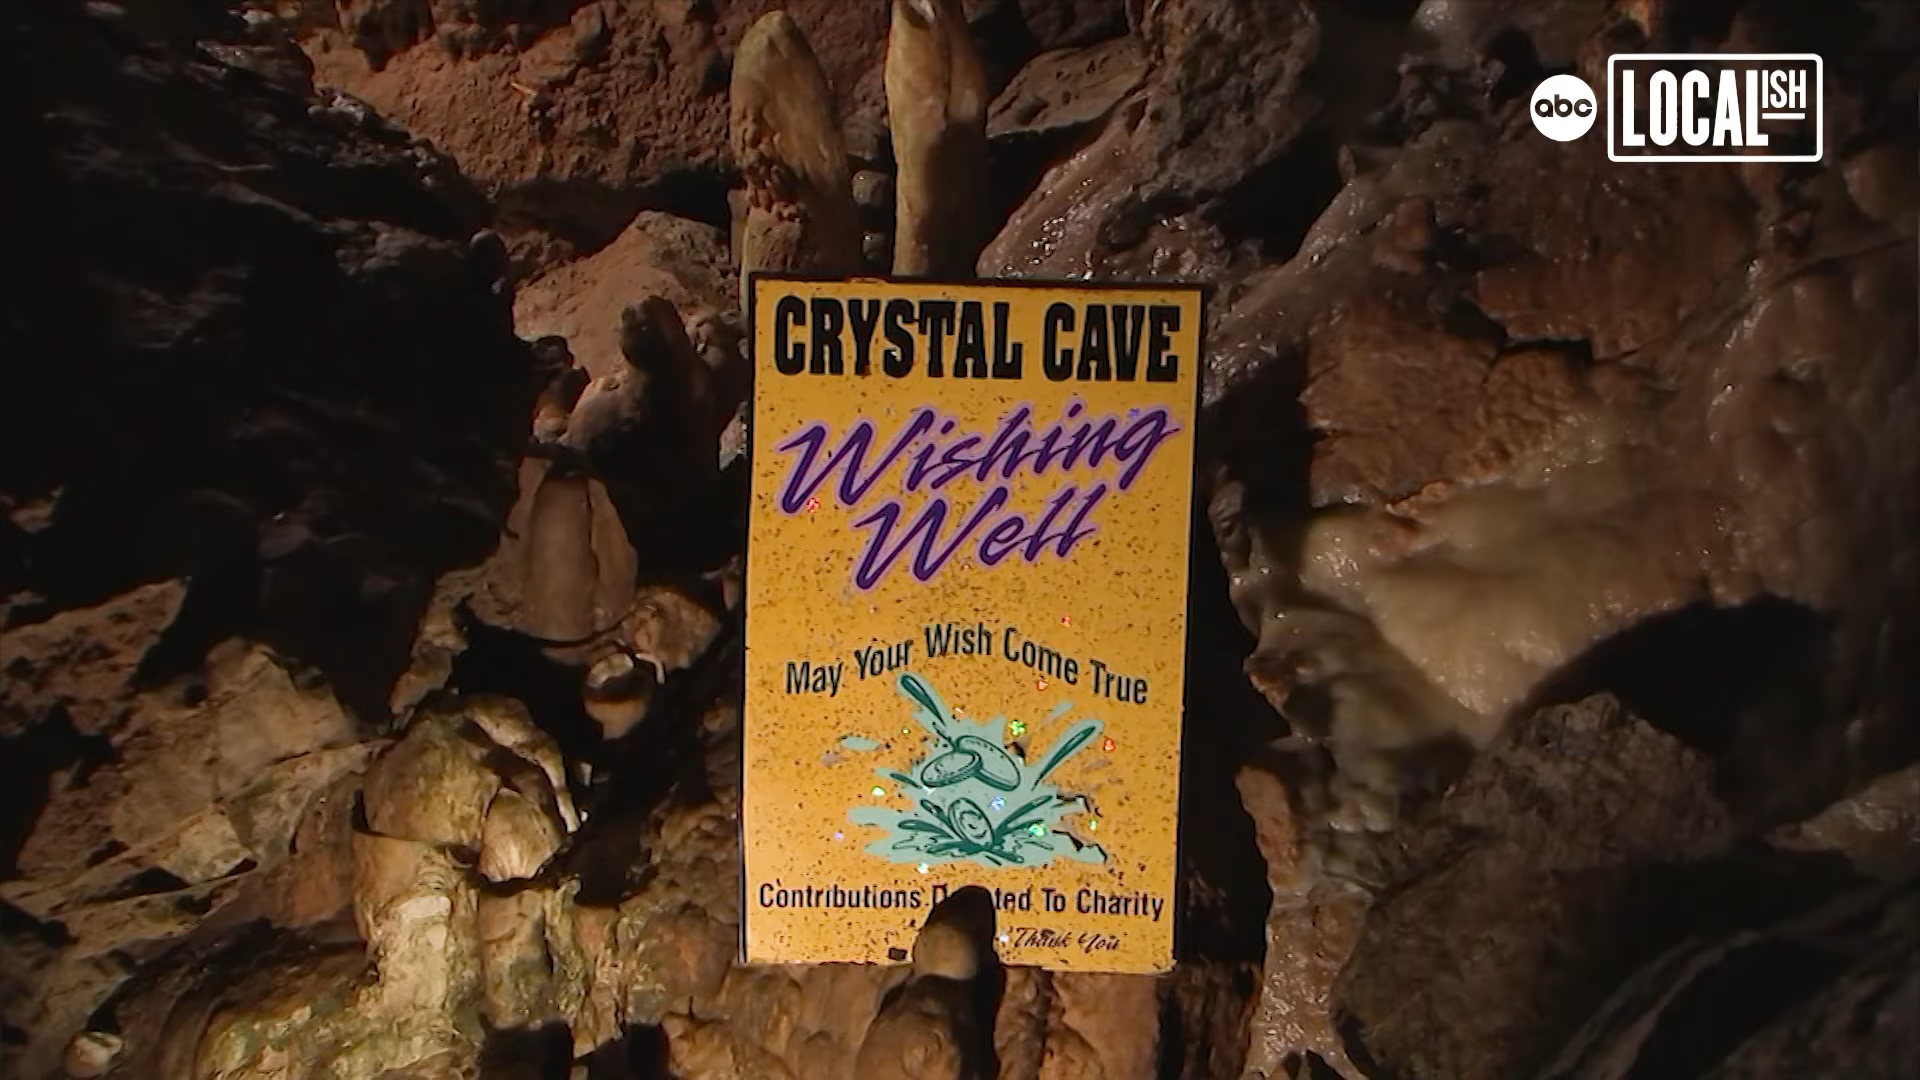 abc LOCALISH
CRYSTAL CAVE
Wishing
Well
May Your Wish Come True
Contributions To Charity
Thank You